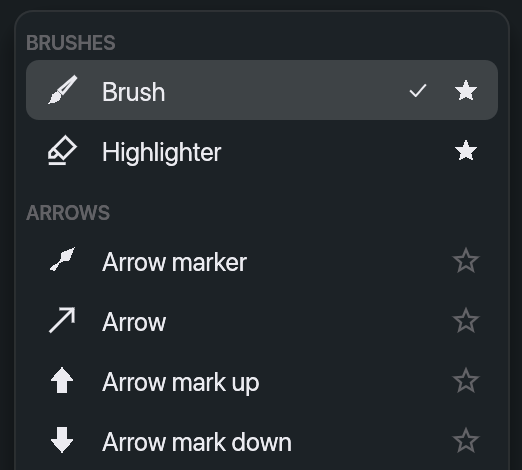 BRUSHES
Brush
Highlighter
ARROWS
Arrow marker
Arrow
Arrow mark up
Arrow mark down